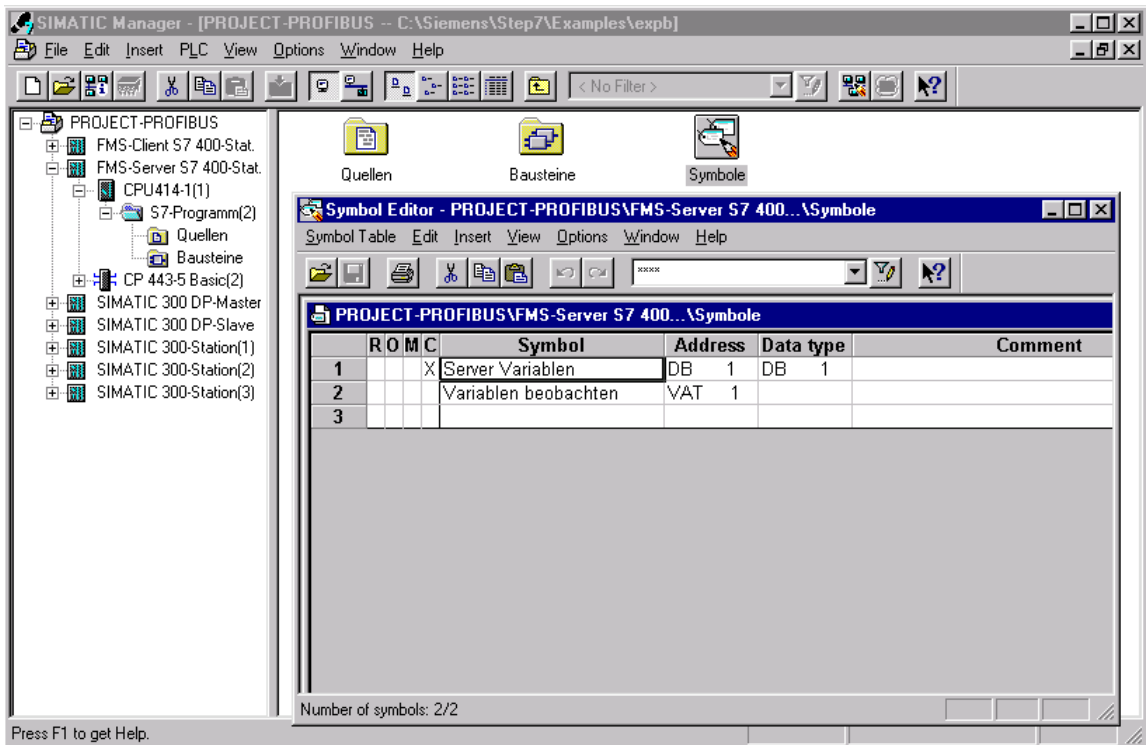 SIMATIC Manager - [PROJECT-PROFIBUS -- C:\Siemens\Step7\Examples\expb]
File Edit Insert PLC View Options Window Help
< No Filter >
PROJECT-PROFIBUS
FMS-Client S7 400-Stat.
FMS-Server S7 400-Stat.
CPU414-1(1)
S7-Programm(2)
Quellen
Bausteine
CP 443-5 Basic(2)
SIMATIC 300 DP-Master
SIMATIC 300 DP-Slave
SIMATIC 300-Station(1)
SIMATIC 300-Station(2)
SIMATIC 300-Station(3)
Quellen Bausteine Symbole
Symbol Editor - PROJECT-PROFIBUS\FMS-Server S7 400...\Symbole
Symbol Table Edit Insert View Options Window Help
****
PROJECT-PROFIBUS\FMS-Server S7 400...\Symbole
R O M C Symbol Address Data type Comment
1 X Server Variablen DB 1 DB 1
2 Variablen beobachten VAT 1
3
Number of symbols: 2/2
Press F1 to get Help.